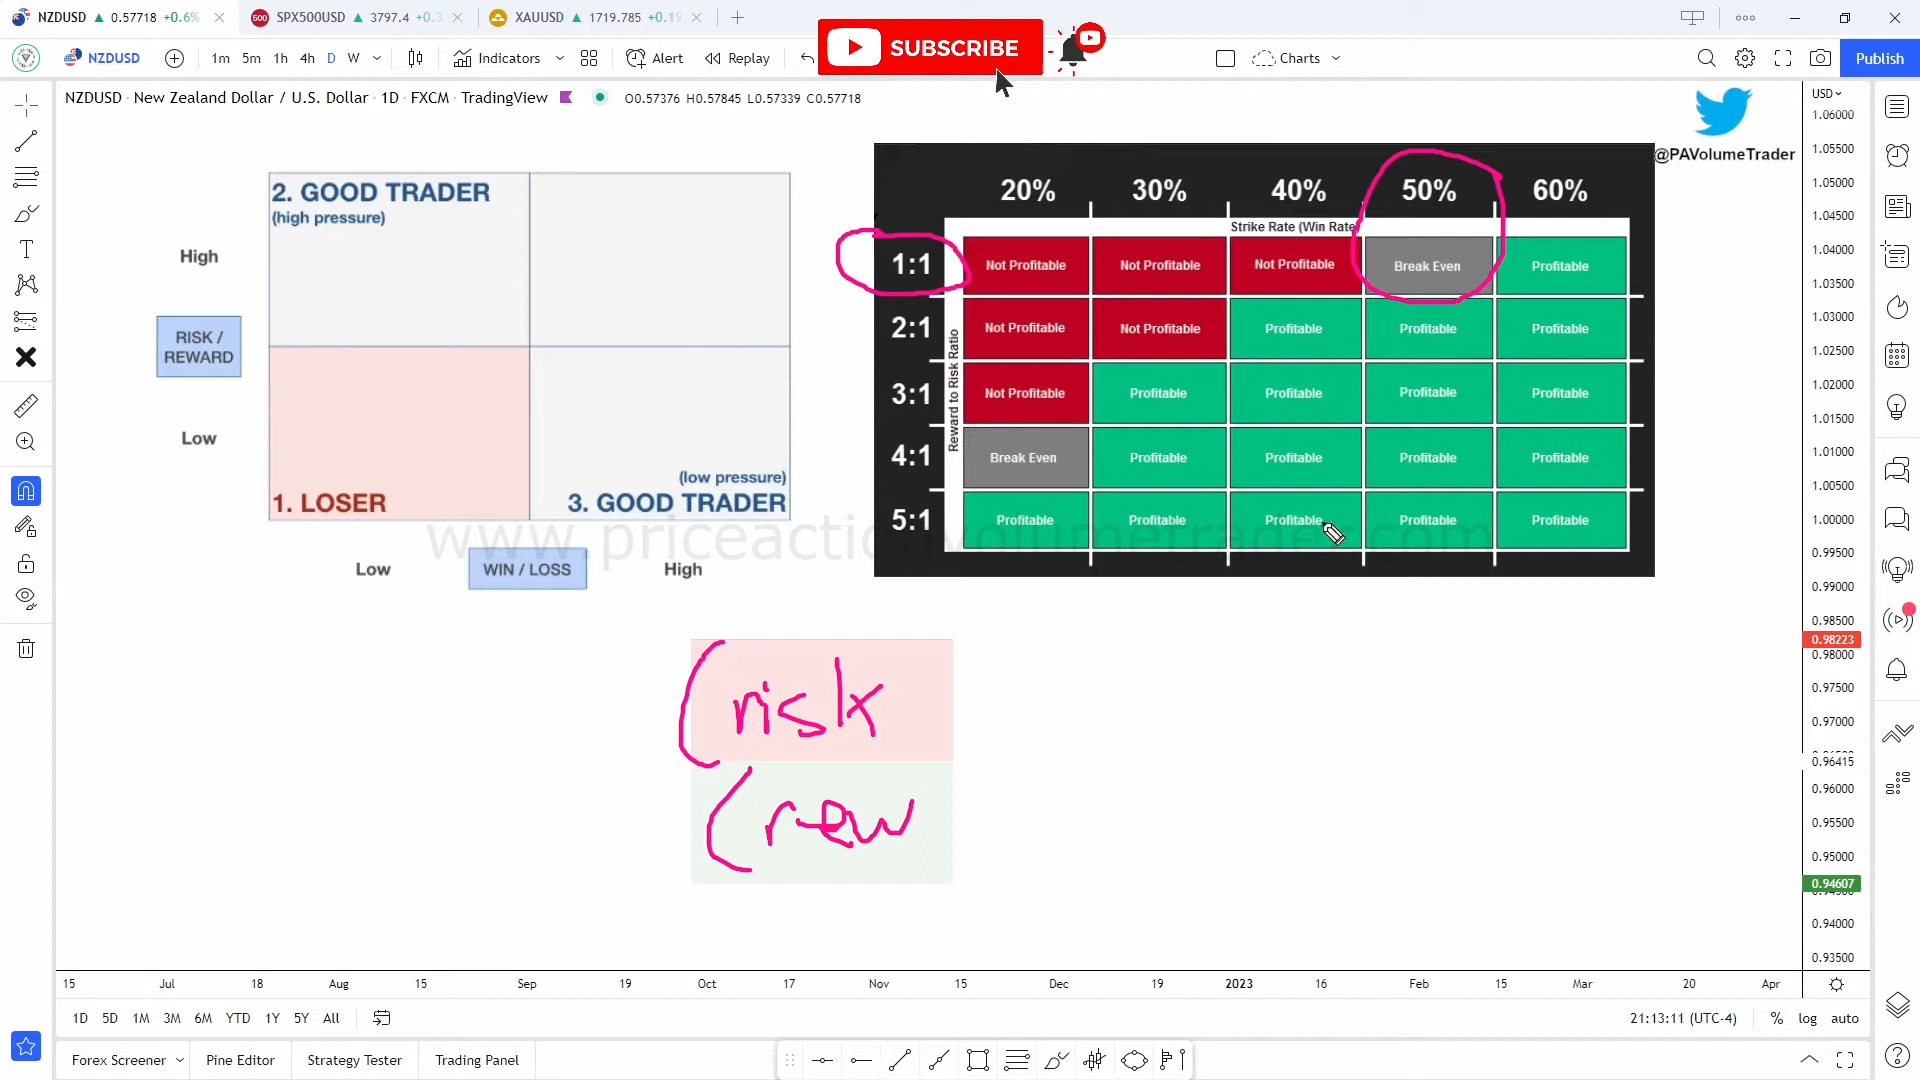 NZDUSD ▲ 0.57718 +0.6%
500 SPX500USD ▲ 3797.4 +0.3
XAUUSD ▲ 1719.785 +0.19
NZDUSD 1m 5m 1h 4h D W Indicators Alert Replay
SUBSCRIBE
Charts Publish
NZDUSD · New Zealand Dollar / U.S. Dollar · 1D · FXCM · TradingView O0.57376 H0.57845 L0.57339 C0.57718
@PAVolumeTrader
2. GOOD TRADER
(high pressure)
High
RISK /
REWARD
Low
1. LOSER
(low pressure)
3. GOOD TRADER
Low WIN / LOSS High
20% 30% 40% 50% 60%
Strike Rate (Win Rate
Reward to Risk Ratio
1:1 Not Profitable Not Profitable Not Profitable Break Even Profitable
2:1 Not Profitable Not Profitable Profitable Profitable Profitable
3:1 Not Profitable Profitable Profitable Profitable Profitable
4:1 Break Even Profitable Profitable Profitable Profitable
5:1 Profitable Profitable Profitable Profitable Profitable
www.priceactionvolumetrader.com
risk
rew
USD
1.06000
1.05500
1.05000
1.04500
1.04000
1.03500
1.03000
1.02500
1.02000
1.01500
1.01000
1.00500
1.00000
0.99500
0.99000
0.98500
0.98223
0.98000
0.97500
0.97000
0.96415
0.96000
0.95500
0.95000
0.94607
0.94000
0.93500
15 Jul 18 Aug 15 Sep 19 Oct 17 Nov 15 Dec 19 2023 16 Feb 15 Mar 20 Apr
1D 5D 1M 3M 6M YTD 1Y 5Y All
21:13:11 (UTC-4) % log auto
Forex Screener Pine Editor Strategy Tester Trading Panel